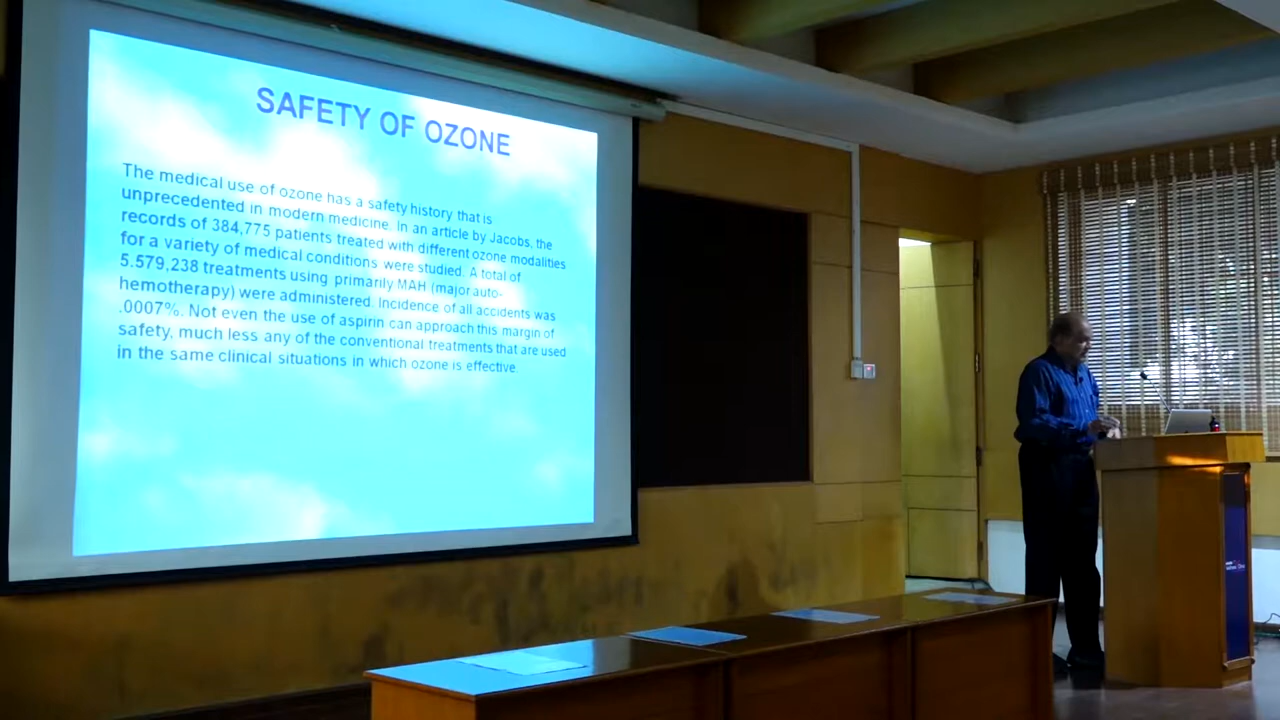 SAFETY OF OZONE
The medical use of ozone has a safety history that is
unprecedented in modern medicine. In an article by Jacobs, the
records of 384,775 patients treated with different ozone modalities
for a variety of medical conditions were studied. A total of
5.579,238 treatments using primarily MAH (major auto-
hemotherapy) were administered. Incidence of all accidents was
.0007%. Not even the use of aspirin can approach this margin of
safety, much less any of the conventional treatments that are used
in the same clinical situations in which ozone is effective.